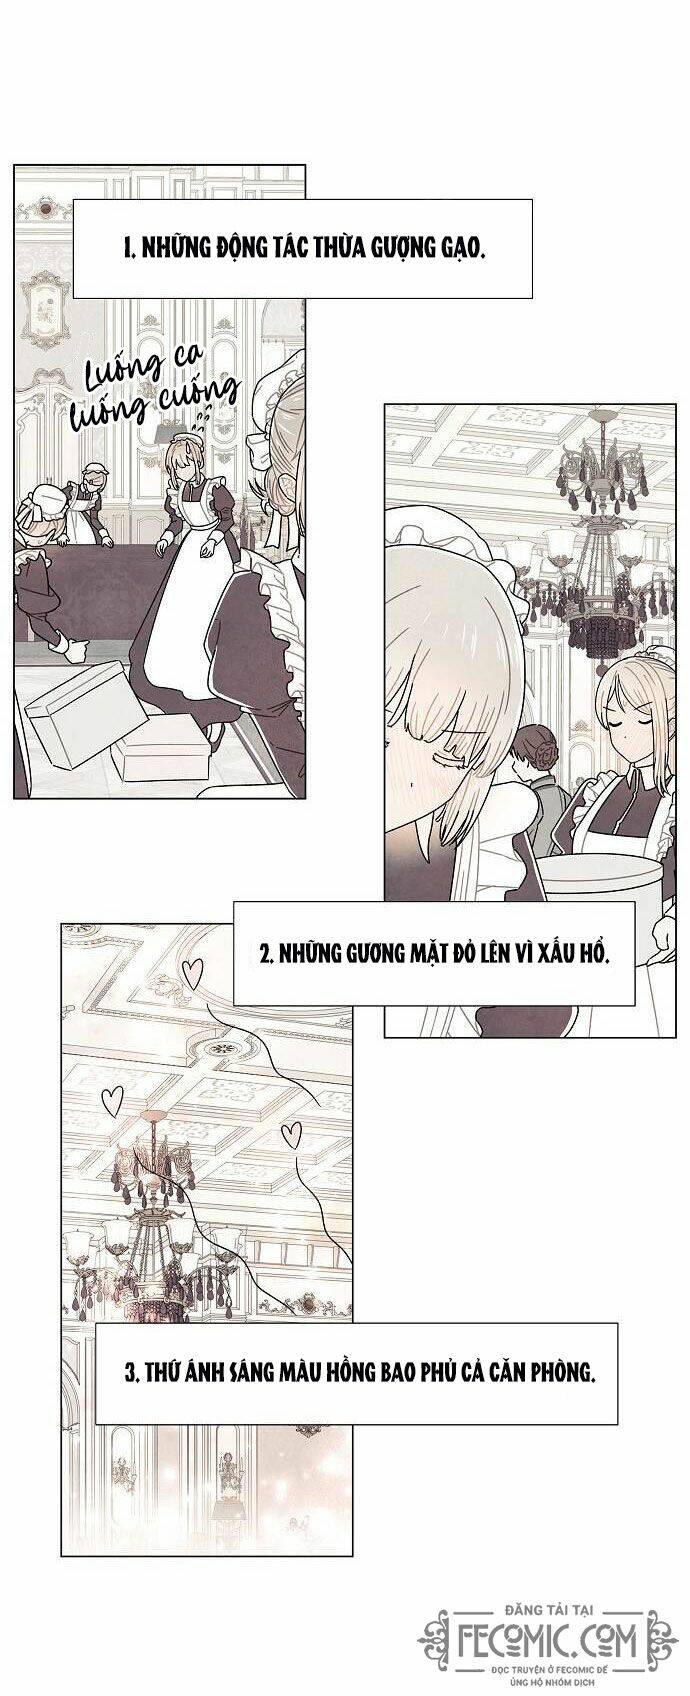 1. NHỮNG ĐỘNG TÁC THỪA GƯỢNG GẠO.
Luống ca
luống cuống
2. NHỮNG GƯƠNG MẶT ĐỎ LÊN VÌ XẤU HỔ.
3. THỨ ÁNH SÁNG MÀU HỒNG BAO PHỦ CẢ CĂN PHÒNG.
ĐĂNG TẢI TẠI
FECOMIC.COM
ĐỌC TRUYỆN Ở FECOMIC ĐỂ
ỦNG HỘ NHÓM DỊCH